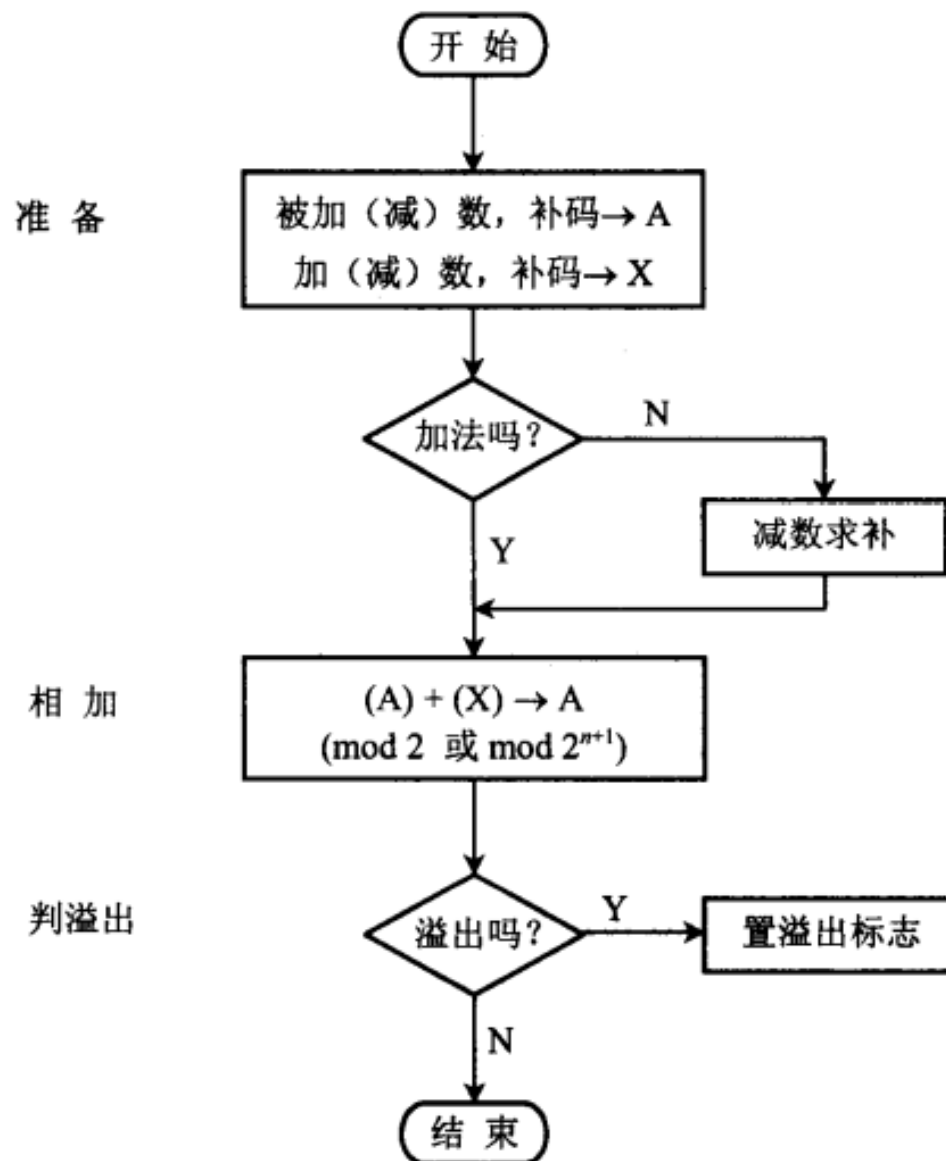 开 始
准 备
被加（减）数，补码→ A
加（减）数，补码→ X
加法吗？
N
减数求补
Y
相 加
(A) + (X) → A
(mod 2 或 mod 2ⁿ⁺¹)
判溢出
溢出吗？
Y
置溢出标志
N
结 束